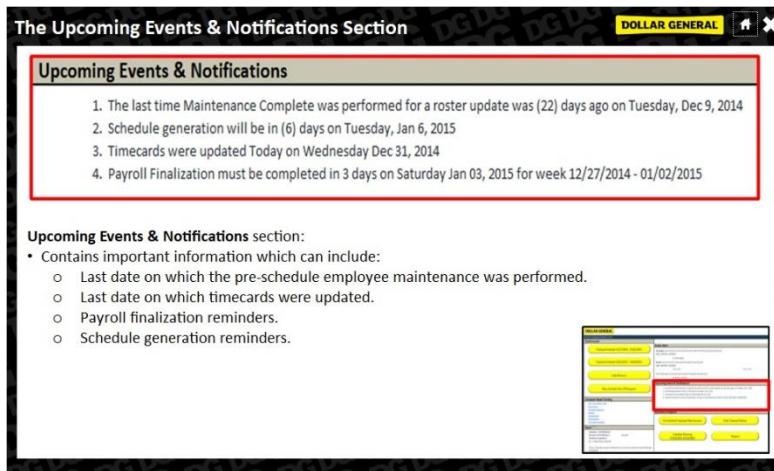 The Upcoming Events & Notifications Section
DOLLAR GENERAL
Upcoming Events & Notifications
1. The last time Maintenance Complete was performed for a roster update was (22) days ago on Tuesday, Dec 9, 2014
2. Schedule generation will be in (6) days on Tuesday, Jan 6, 2015
3. Timecards were updated Today on Wednesday Dec 31, 2014
4. Payroll Finalization must be completed in 3 days on Saturday Jan 03, 2015 for week 12/27/2014 - 01/02/2015
Upcoming Events & Notifications section:
• Contains important information which can include:
o Last date on which the pre-schedule employee maintenance was performed.
o Last date on which timecards were updated.
o Payroll finalization reminders.
o Schedule generation reminders.
DOLLAR GENERAL